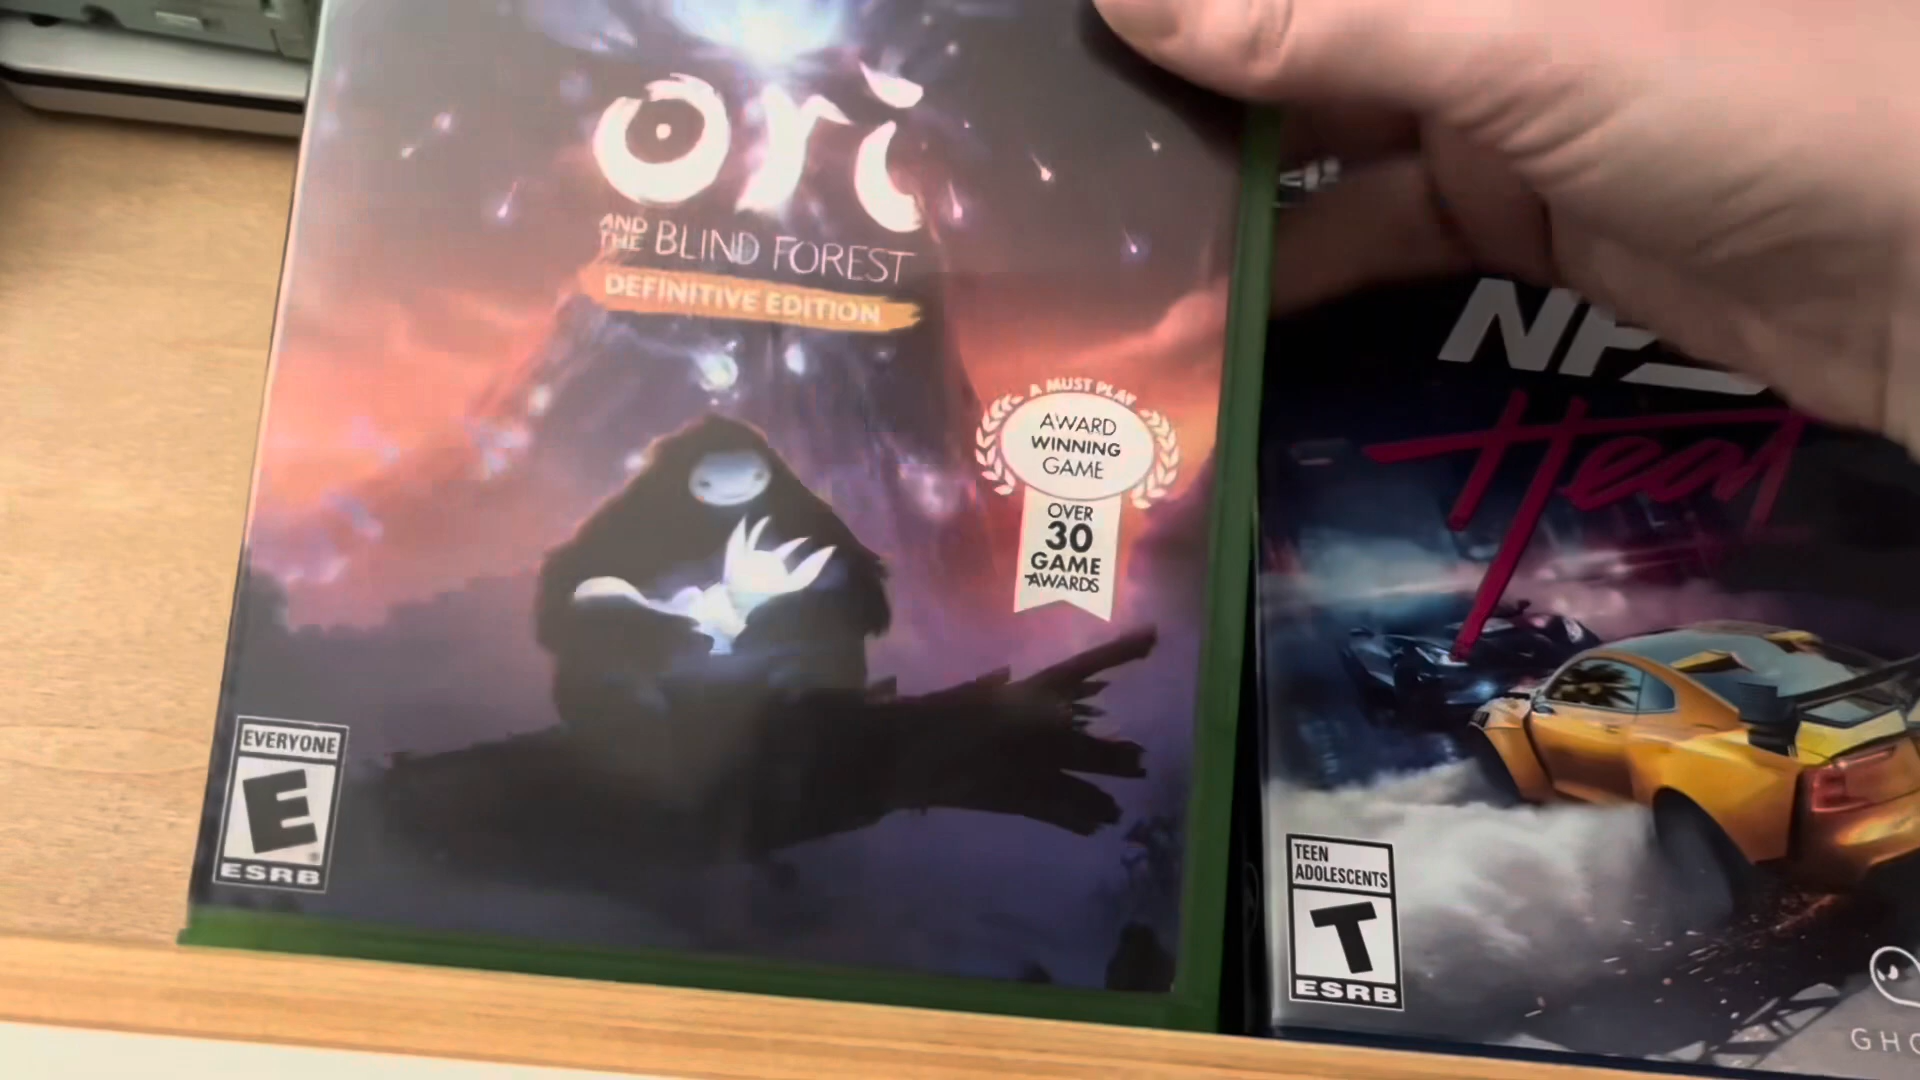 ori
AND THE BLIND FOREST
DEFINITIVE EDITION
A MUST PLAY
AWARD
WINNING
GAME
OVER
30
GAME
AWARDS
EVERYONE
E
ESRB
Heat
TEEN
ADOLESCENTS
T
ESRB